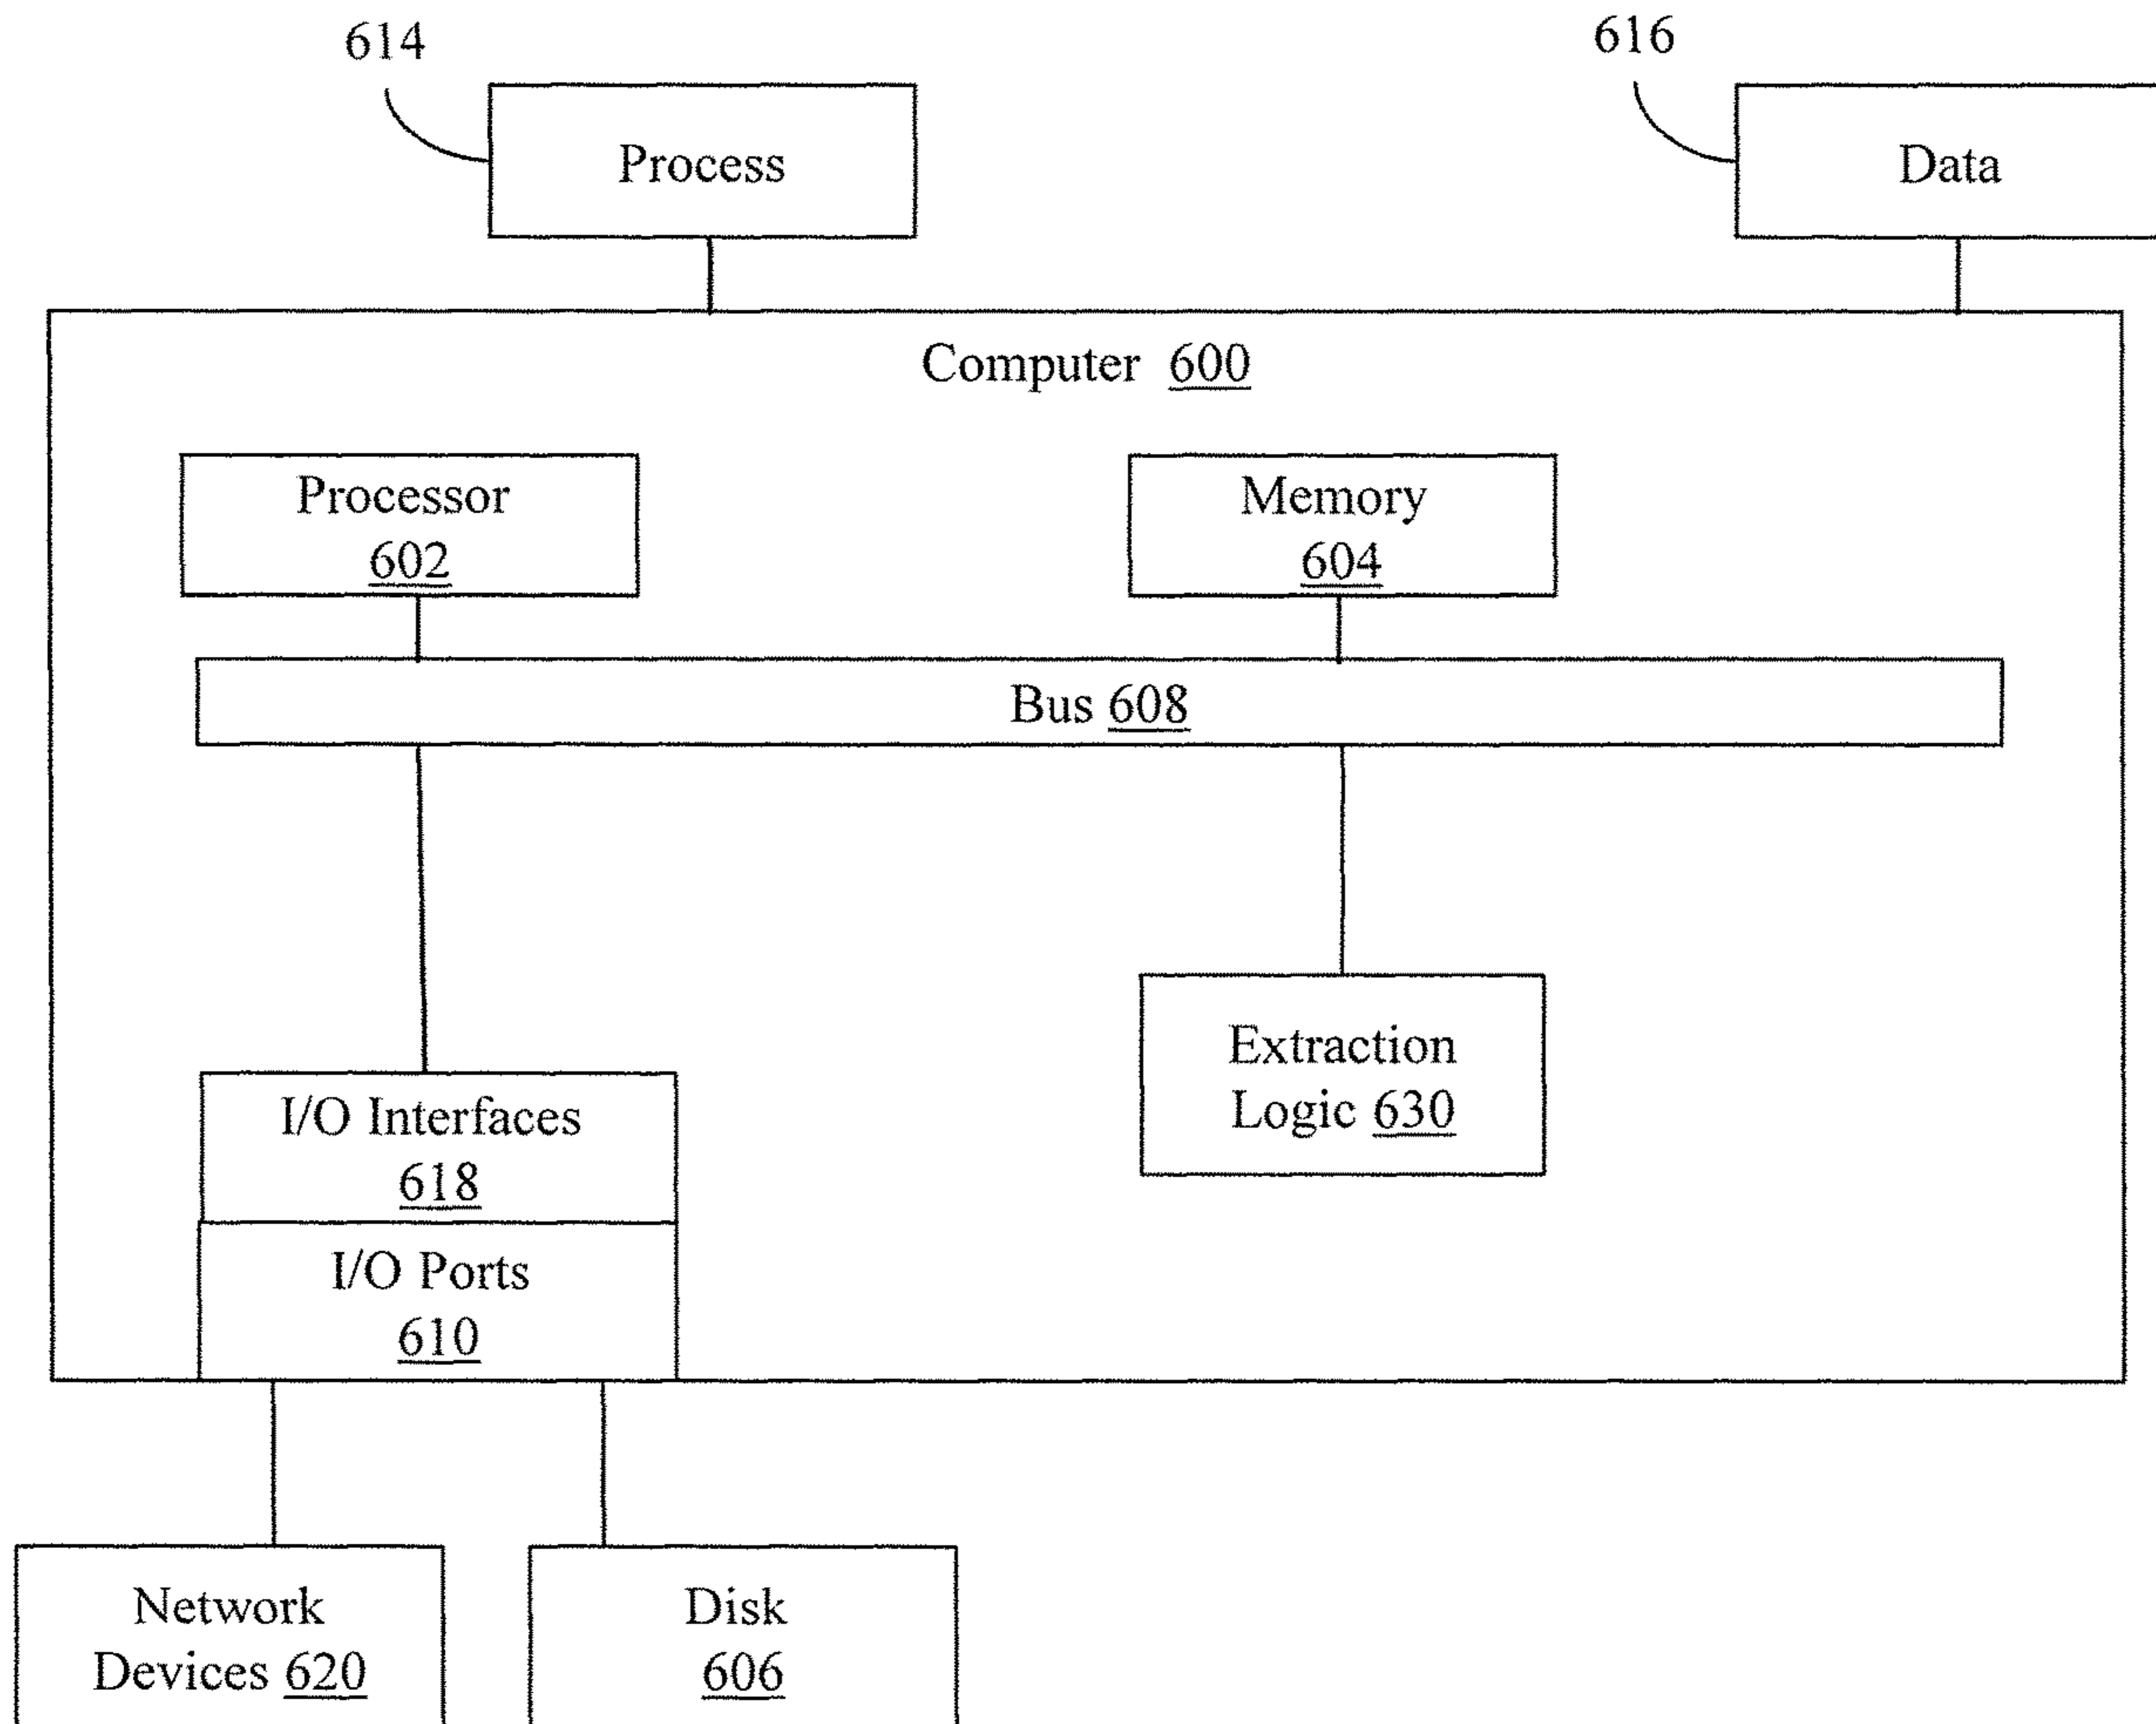 614
616
Process
Data
Computer 600
Processor
602
Memory
604
Bus 608
Extraction
Logic 630
I/O Interfaces
618
I/O Ports
610
Network
Devices 620
Disk
606